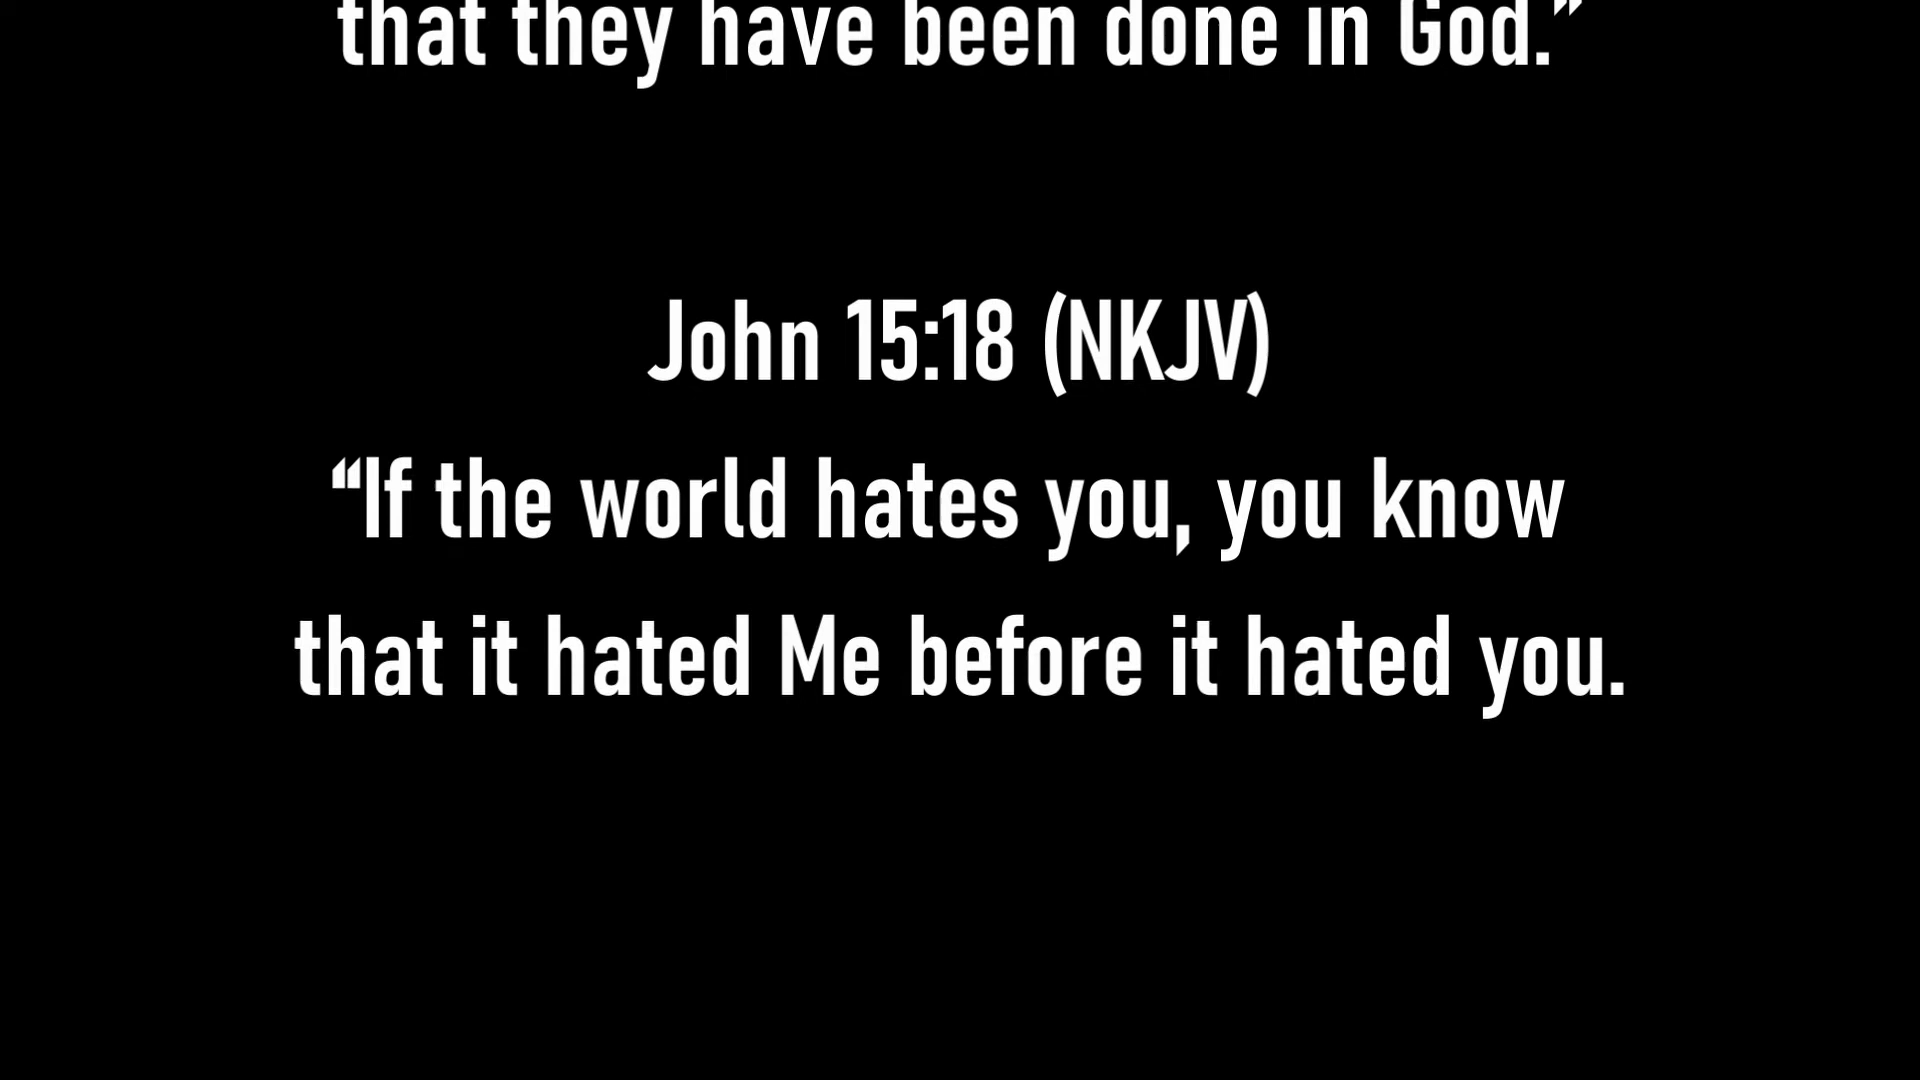 that they have been done in God.”
John 15:18 (NKJV)
“If the world hates you, you know
that it hated Me before it hated you.